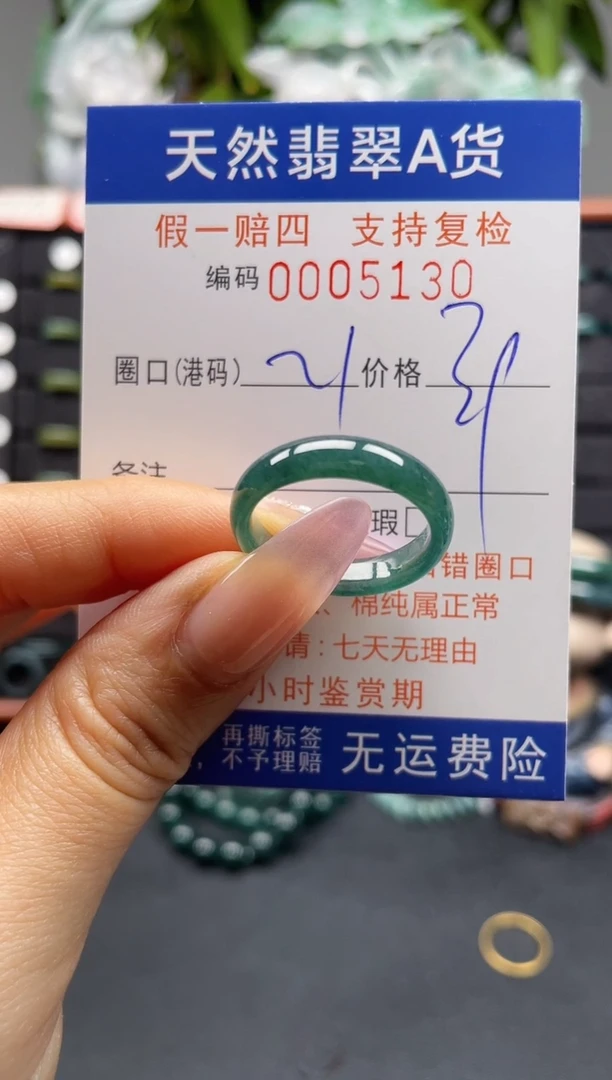 天然翡翠A货
假一赔四 支持复检
编码 0005130
圈口(港码) 价格
备注
瑕
错圈口
棉纯属正常
请:七天无理由
小时鉴赏期
再撕标签
,不予理赔
无运费险